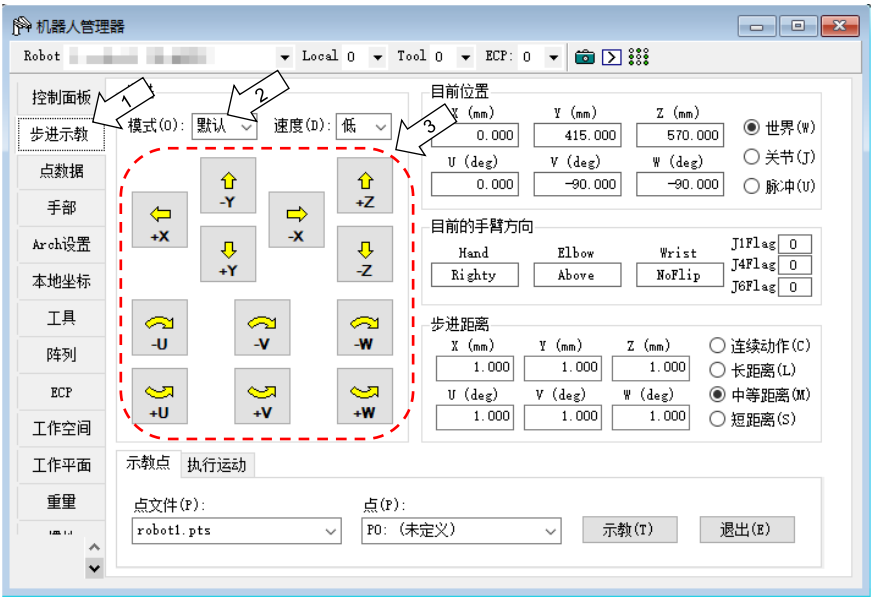 机器人管理器
Robot Local 0 Tool 0 ECP: 0
控制面板
步进示教
点数据
手部
Arch设置
本地坐标
工具
阵列
ECP
工作空间
工作平面
重量
1
2
3
模式(O): 默认 速度(D): 低
-Y
+Z
+X
-X
+Y
-Z
-U
-V
-W
+U
+V
+W
目前位置
X (mm) Y (mm) Z (mm)
0.000 415.000 570.000
U (deg) V (deg) W (deg)
0.000 -90.000 -90.000
世界(W)
关节(J)
脉冲(U)
目前的手臂方向
Hand Elbow Wrist
Righty Above NoFlip
J1Flag 0
J4Flag 0
J6Flag 0
步进距离
X (mm) Y (mm) Z (mm)
1.000 1.000 1.000
U (deg) V (deg) W (deg)
1.000 1.000 1.000
连续动作(C)
长距离(L)
中等距离(M)
短距离(S)
示教点 执行运动
点文件(P): 点(P):
robot1.pts P0: (未定义) 示教(T) 退出(E)